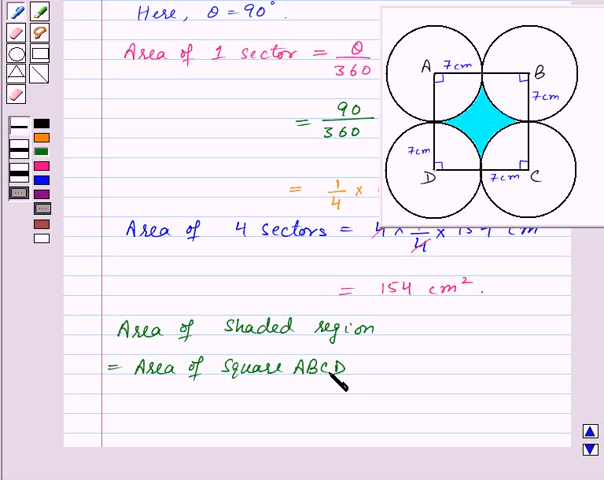 Here, θ = 90°.
Area of 1 sector = θ/360
= 90/360
= 1/4 ×
Area of 4 sectors = 4 × 1/4 × 154 cm
= 154 cm².
Area of shaded region
= Area of Square ABCD
A 7cm B
7cm
7cm
D 7cm C